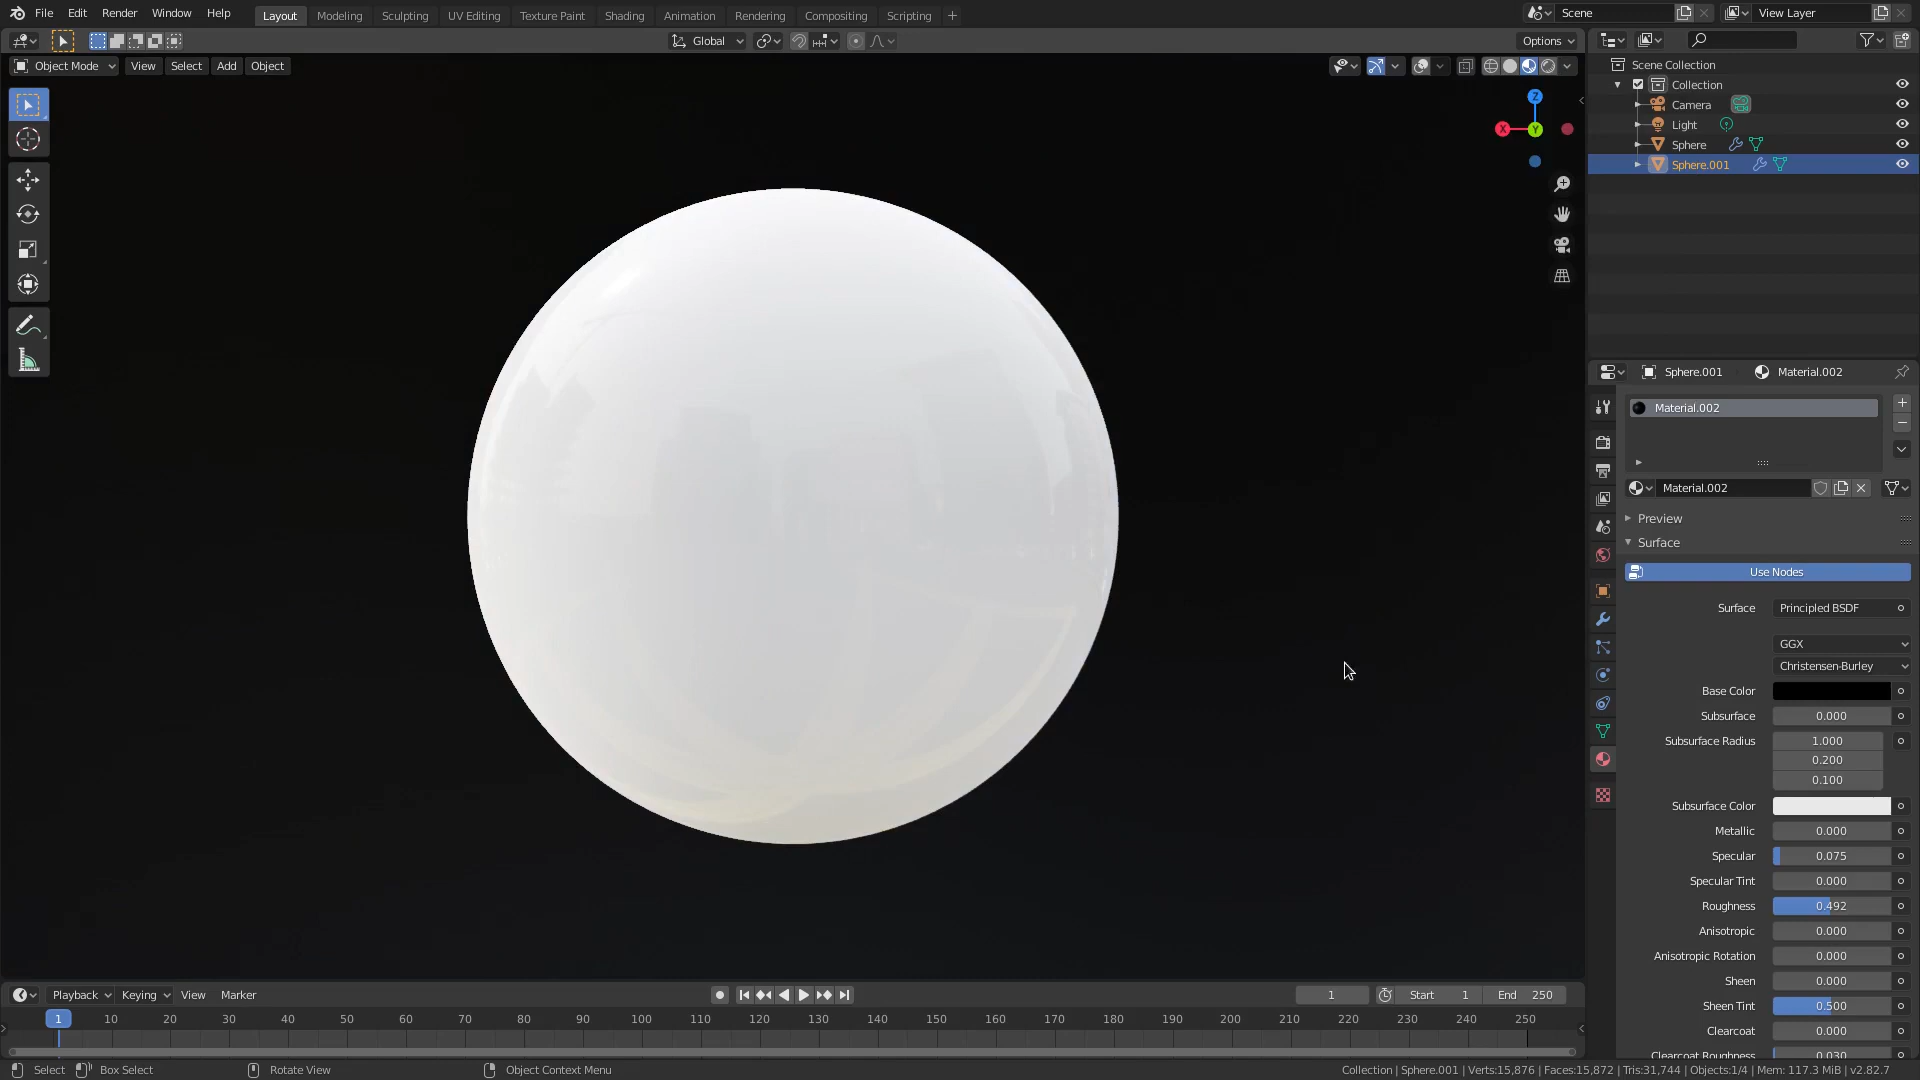 File Edit Render Window Help Layout Modeling Sculpting UV Editing Texture Paint Shading Animation Rendering Compositing Scripting + Scene View Layer
Global Options
Object Mode View Select Add Object
Z
X Y
Scene Collection
Collection
Camera
Light
Sphere
Sphere.001
Sphere.001 Material.002
Material.002
Material.002
Preview
Surface
Use Nodes
Surface Principled BSDF
GGX
Christensen-Burley
Base Color
Subsurface 0.000
Subsurface Radius 1.000
0.200
0.100
Subsurface Color
Metallic 0.000
Specular 0.075
Specular Tint 0.000
Roughness 0.492
Anisotropic 0.000
Anisotropic Rotation 0.000
Sheen 0.000
Sheen Tint 0.500
Clearcoat 0.000
Clearcoat Roughness 0.030
Playback Keying View Marker 1 Start 1 End 250
1 10 20 30 40 50 60 70 80 90 100 110 120 130 140 150 160 170 180 190 200 210 220 230 240 250
Select Box Select Rotate View Object Context Menu Collection | Sphere.001 | Verts:15,876 | Faces:15,872 | Tris:31,744 | Objects:1/4 | Mem: 117.3 MiB | v2.82.7